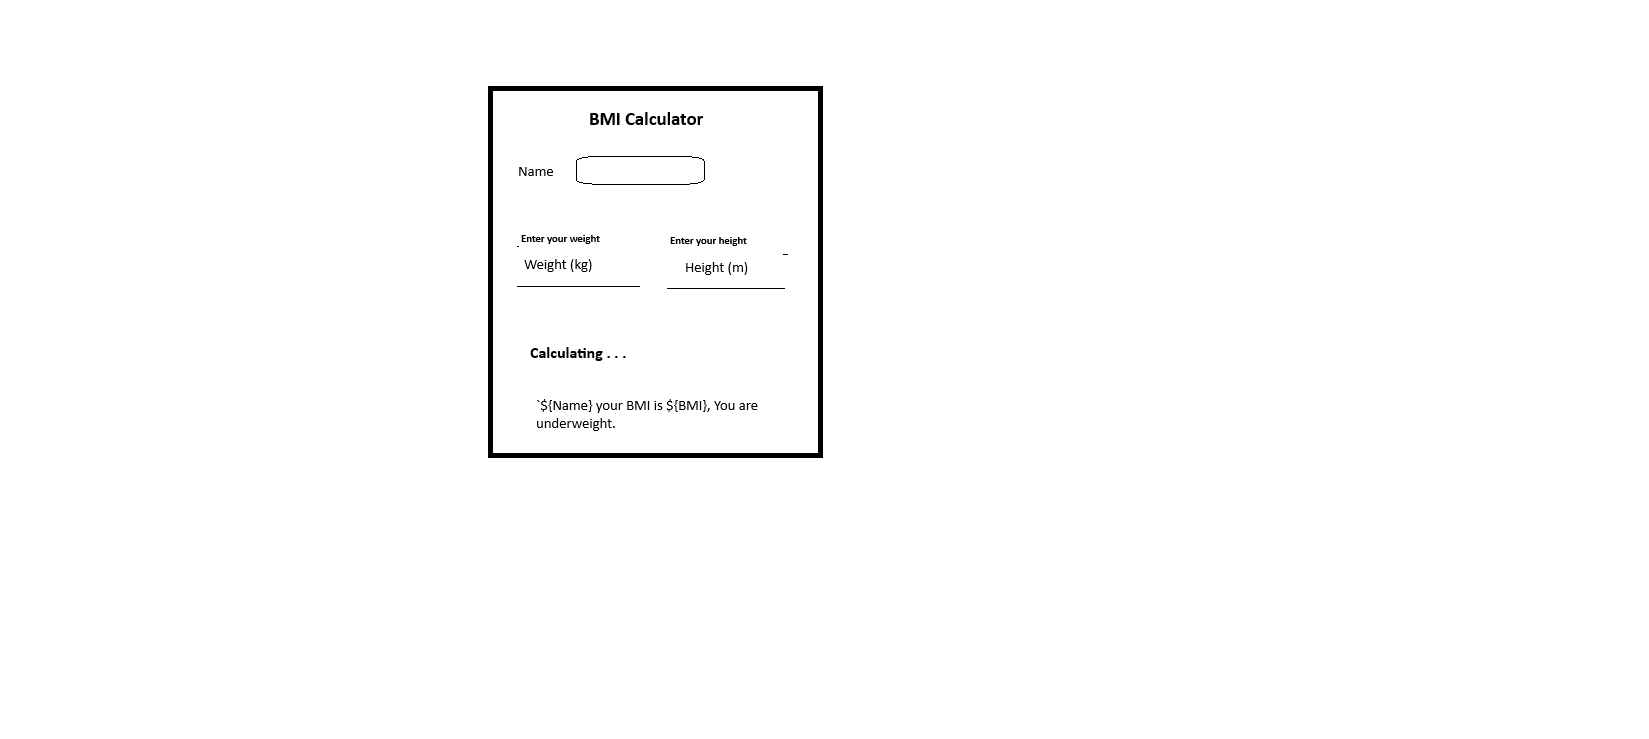 BMI Calculator
Name
Enter your weight
Enter your height
Weight (kg)
Height (m)
Calculating . . .
`${Name} your BMI is ${BMI}, You are
underweight.